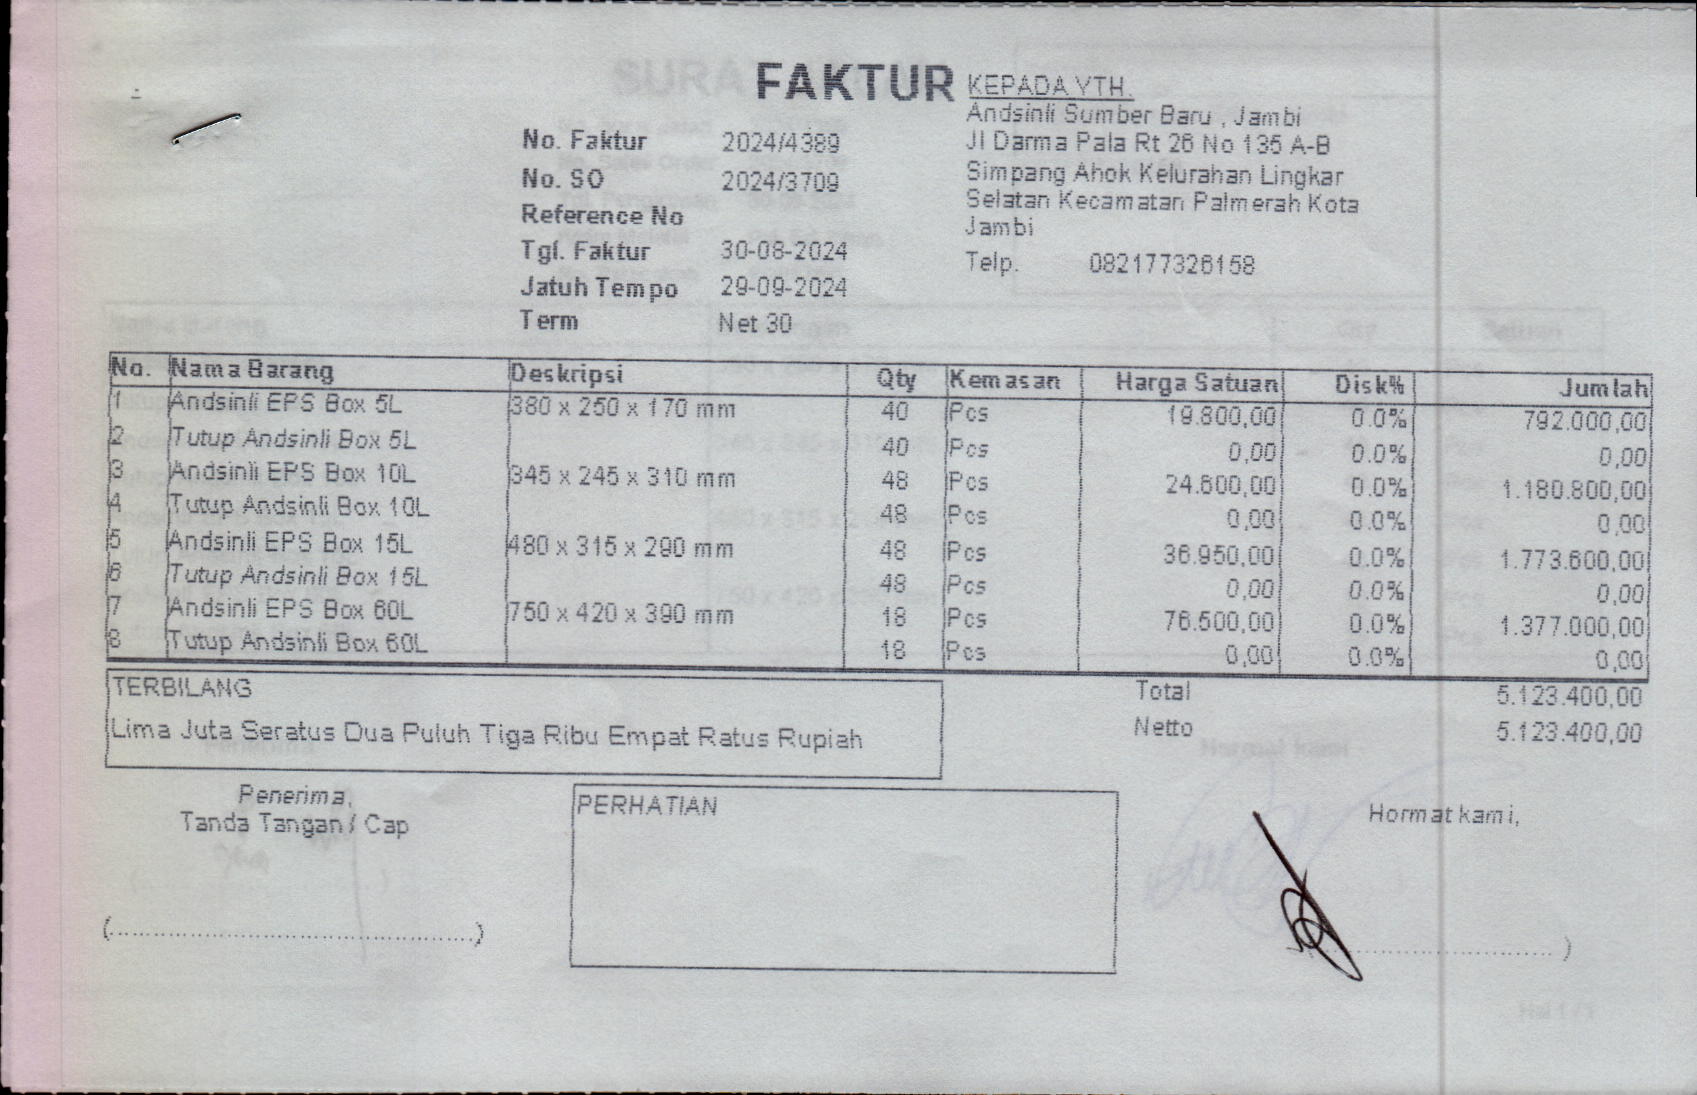 FAKTUR
No. Faktur 2024/4389
No. SO 2024/3709
Reference No
Tgl. Faktur 30-08-2024
Jatuh Tempo 29-09-2024
Term Net 30
KEPADA YTH.
Andsinli Sumber Baru , Jambi
Jl Darma Pala Rt 26 No 135 A-B
Simpang Ahok Kelurahan Lingkar
Selatan Kecamatan Palmerah Kota
Jambi
Telp. 082177326158
No. Nama Barang Deskripsi Qty Kemasan Harga Satuan Disk% Jumlah
1 Andsinli EPS Box 5L 380 x 250 x 170 mm 40 Pcs 19.800,00 0.0% 792.000,00
2 Tutup Andsinli Box 5L 40 Pcs 0,00 0.0% 0,00
3 Andsinli EPS Box 10L 345 x 245 x 310 mm 48 Pcs 24.600,00 0.0% 1.180.800,00
4 Tutup Andsinli Box 10L 48 Pcs 0,00 0.0% 0,00
5 Andsinli EPS Box 15L 480 x 315 x 290 mm 48 Pcs 36.950,00 0.0% 1.773.600,00
6 Tutup Andsinli Box 15L 48 Pcs 0,00 0.0% 0,00
7 Andsinli EPS Box 60L 750 x 420 x 390 mm 18 Pcs 76.500,00 0.0% 1.377.000,00
8 Tutup Andsinli Box 60L 18 Pcs 0,00 0.0% 0,00
TERBILANG
Lima Juta Seratus Dua Puluh Tiga Ribu Empat Ratus Rupiah
Total 5.123.400,00
Netto 5.123.400,00
Penerima,
Tanda Tangan / Cap
PERHATIAN
Hormat kami,